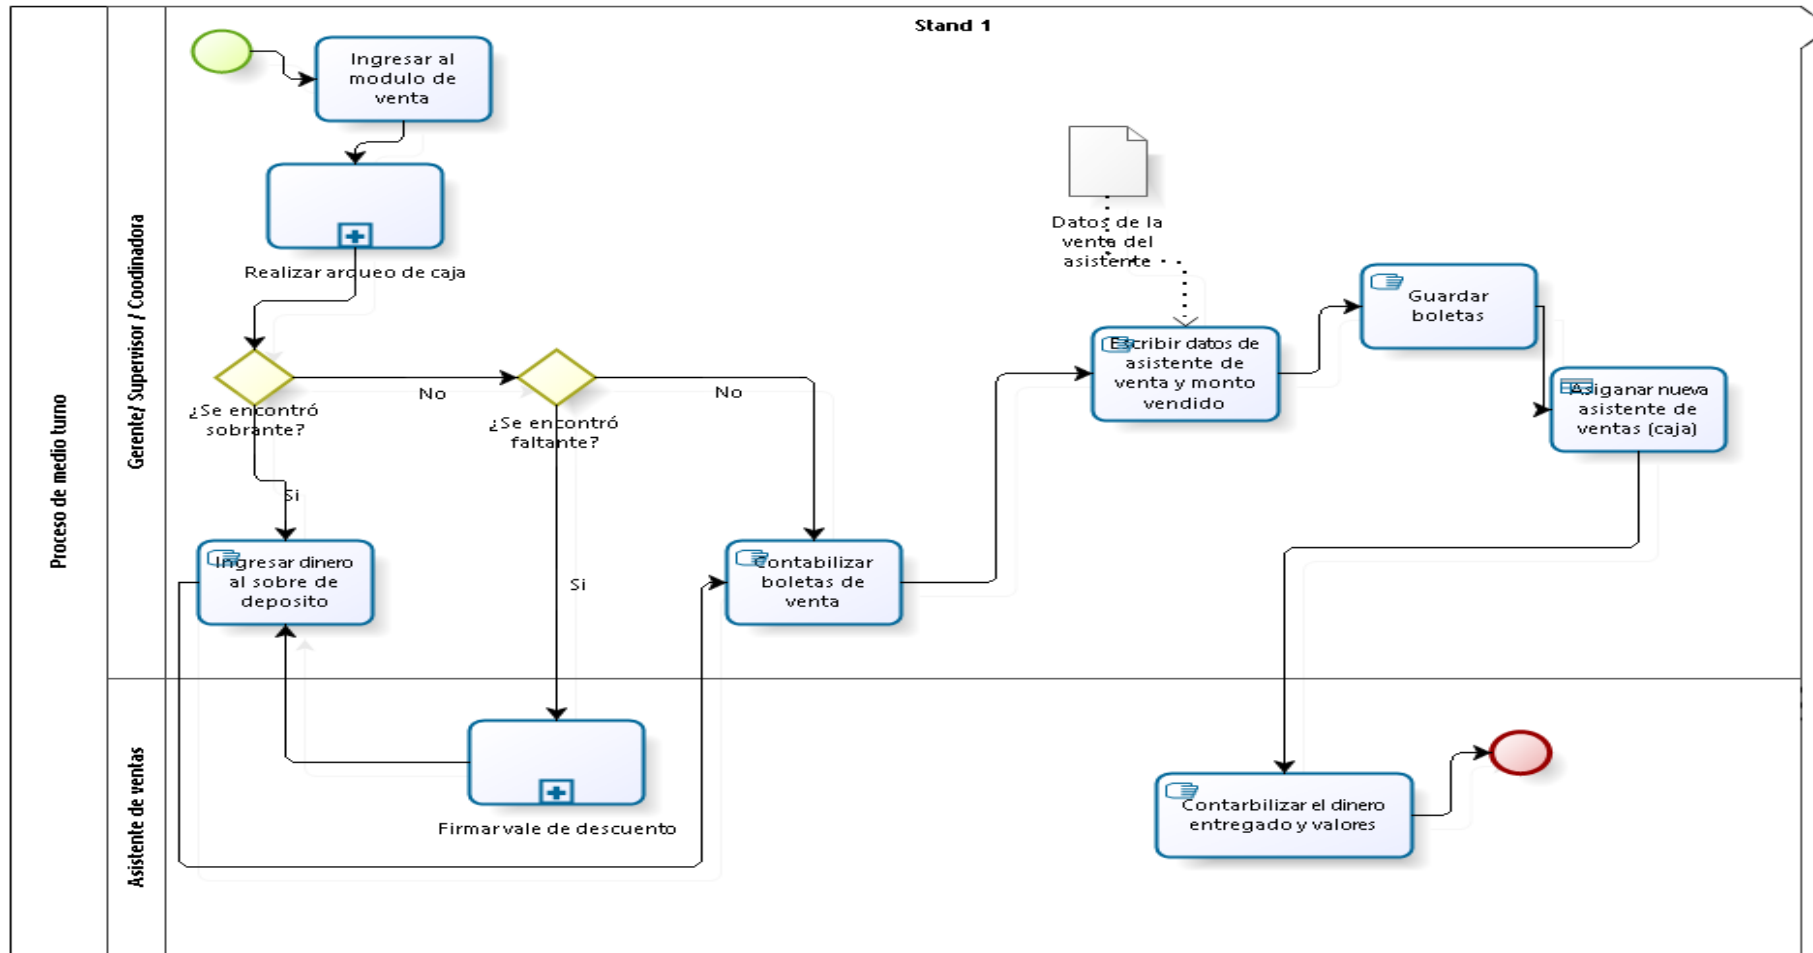 Stand 1
Proceso de medio turno
Gerente/ Supervisor / Coodinadora
Ingresar al
modulo de
venta
Realizar arqueo de caja
¿Se encontró
sobrante?
No
¿Se encontró
faltante?
No
Si
Si
Ingresar dinero
al sobre de
deposito
Contabilizar
boletas de
venta
Datos de la
venta del
asistente
Escribir datos de
asistente de
venta y monto
vendido
Guardar
boletas
Asiganar nueva
asistente de
ventas (caja)
Asistente de ventas
Firmar vale de descuento
Contarbilizar el dinero
entregado y valores